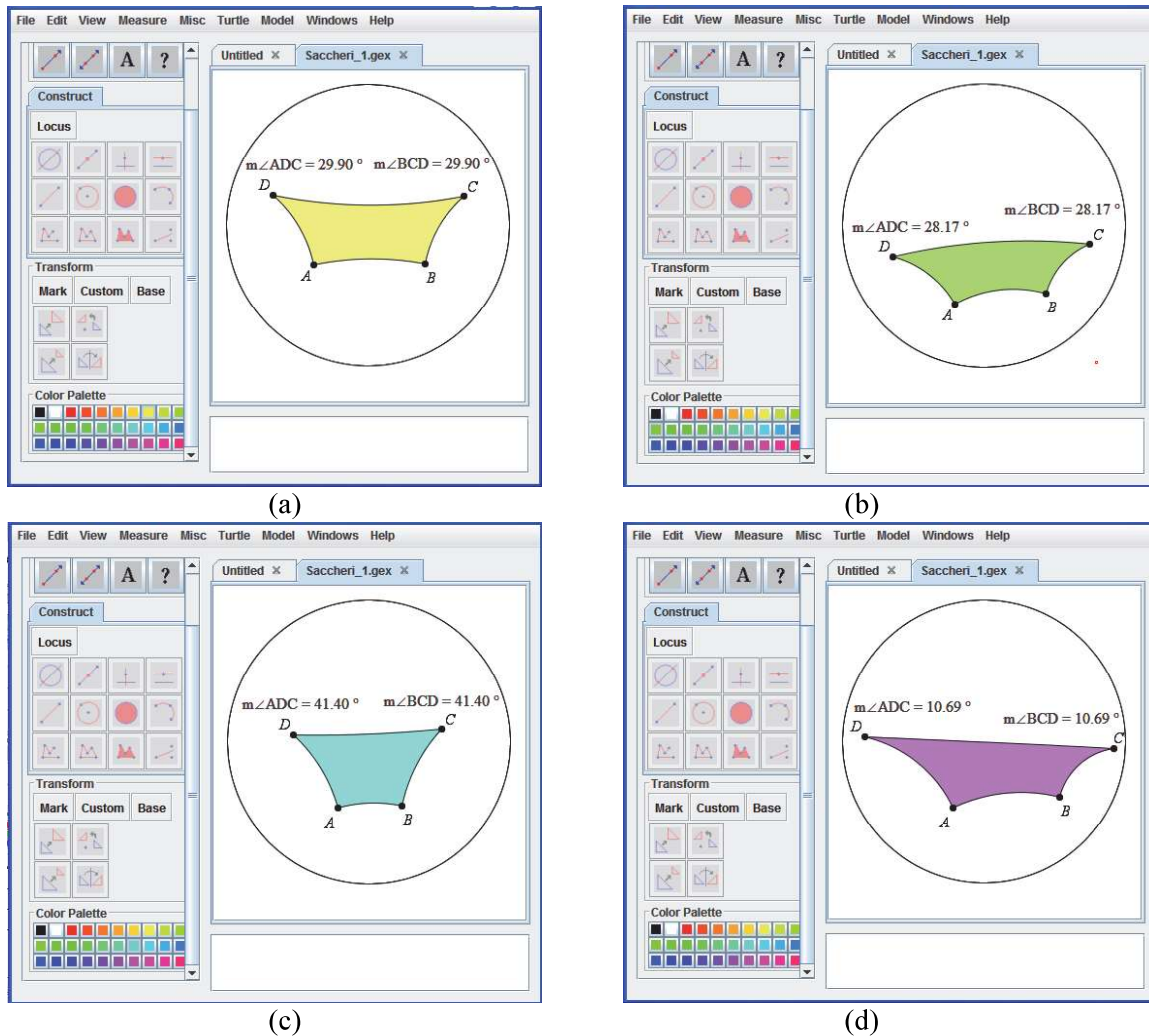 File Edit View Measure Misc Turtle Model Windows Help
A ?
Untitled Saccheri_1.gex
Construct
Locus
m∠ADC = 29.90 ° m∠BCD = 29.90 °
D C
A B
Transform
Mark Custom Base
Color Palette
(a)
File Edit View Measure Misc Turtle Model Windows Help
A ?
Untitled Saccheri_1.gex
Construct
Locus
m∠BCD = 28.17 °
m∠ADC = 28.17 °
C
D
B
A
Transform
Mark Custom Base
Color Palette
(b)
File Edit View Measure Misc Turtle Model Windows Help
A ?
Untitled Saccheri_1.gex
Construct
Locus
m∠ADC = 41.40 ° m∠BCD = 41.40 °
D C
A B
Transform
Mark Custom Base
Color Palette
(c)
File Edit View Measure Misc Turtle Model Windows Help
A ?
Untitled Saccheri_1.gex
Construct
Locus
m∠ADC = 10.69 °
m∠BCD = 10.69 °
D
C
B
A
Transform
Mark Custom Base
Color Palette
(d)